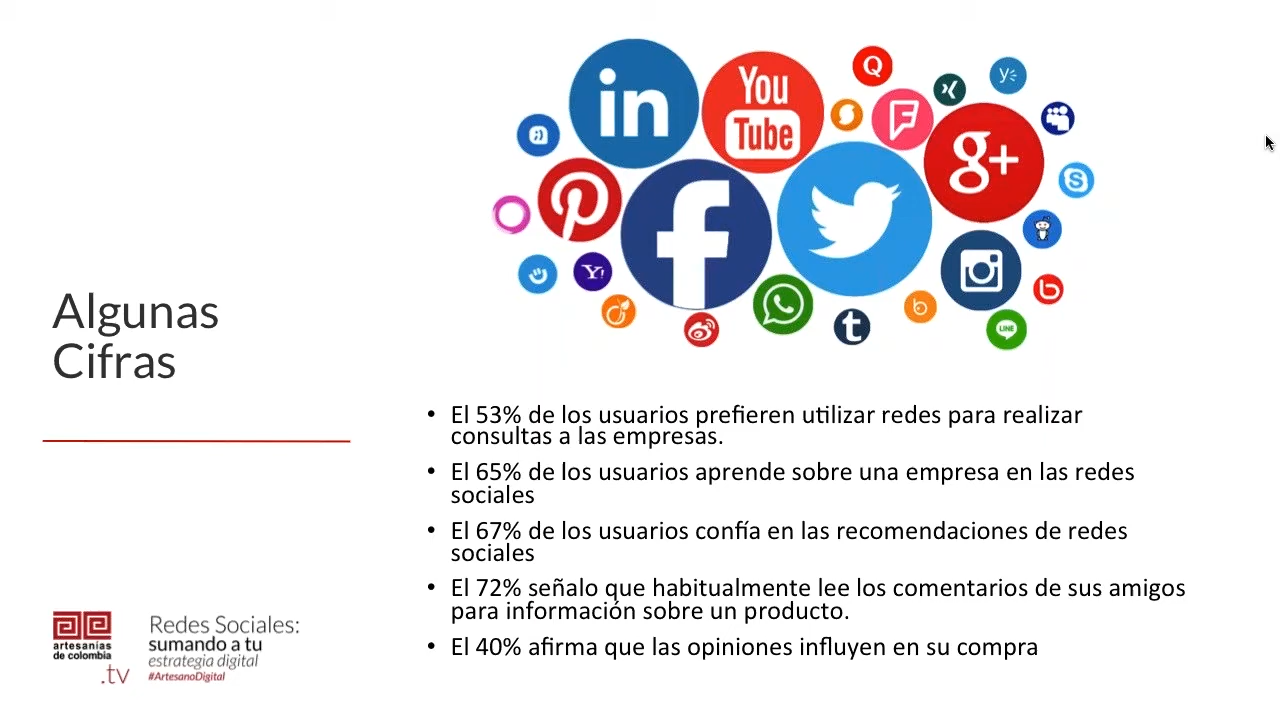 in
You
Tube
Q
g+
Y!
LINE
Algunas
Cifras
• El 53% de los usuarios prefieren utilizar redes para realizar
consultas a las empresas.
• El 65% de los usuarios aprende sobre una empresa en las redes
sociales
• El 67% de los usuarios confía en las recomendaciones de redes
sociales
• El 72% señalo que habitualmente lee los comentarios de sus amigos
para información sobre un producto.
• El 40% afirma que las opiniones influyen en su compra
artesanías
de colombia
.tv
Redes Sociales:
sumando a tu
estrategia digital
#ArtesanoDigital